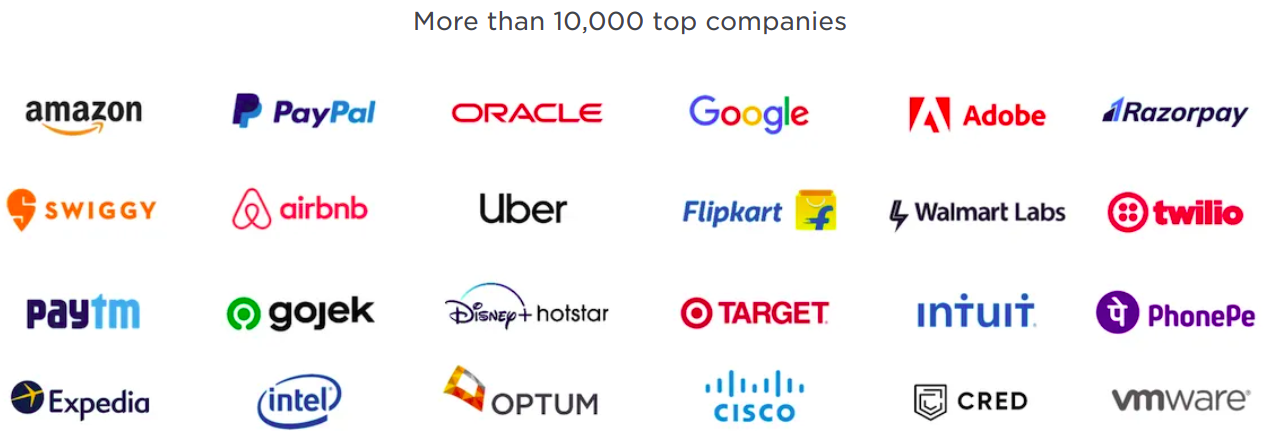 More than 10,000 top companies
amazon PayPal ORACLE Google Adobe Razorpay
SWIGGY airbnb Uber Flipkart Walmart Labs twilio
paytm gojek Disney+ hotstar TARGET. INTUIT. पे PhonePe
Expedia intel® OPTUM CISCO CRED vmware®